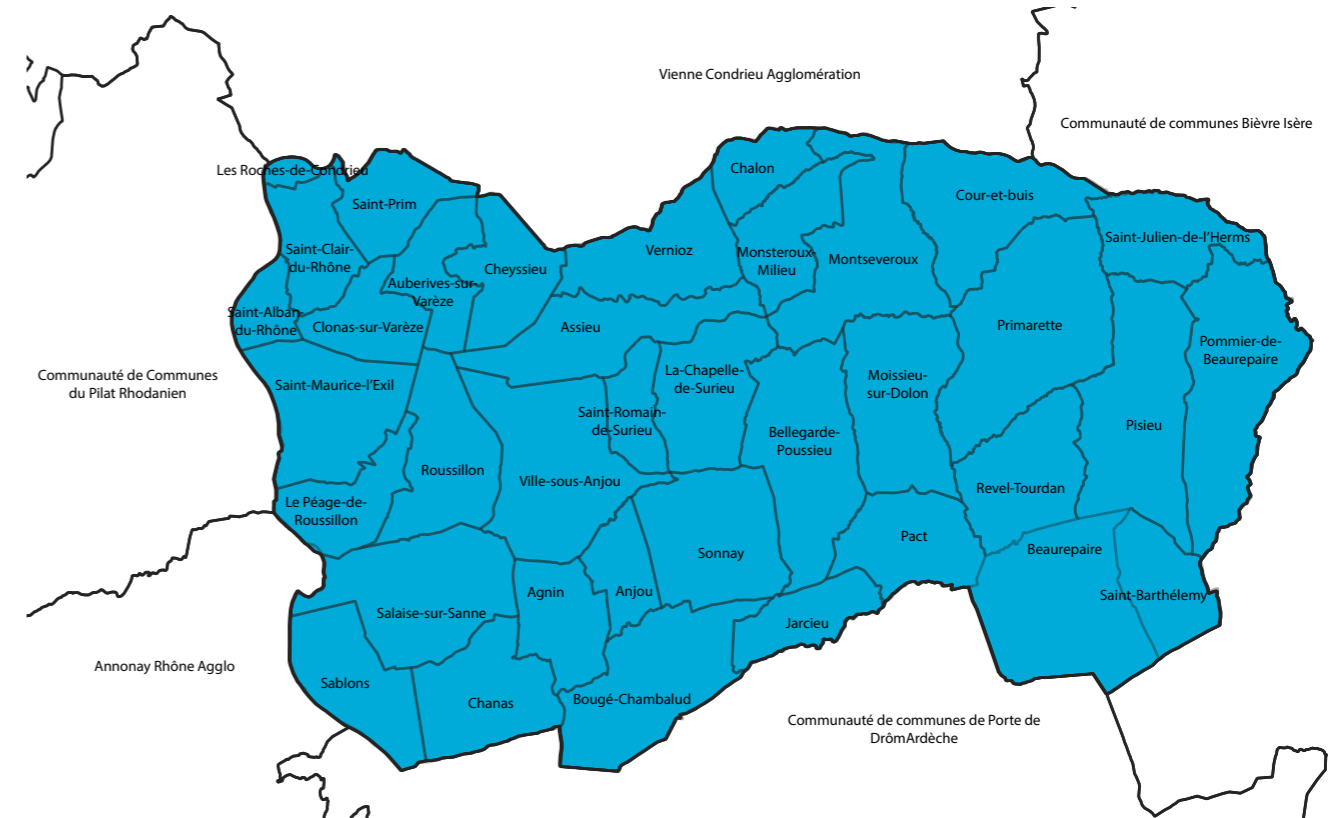 Vienne Condrieu Agglomération
Communauté de communes Bièvre Isère
Les Roches-de-Condrieu
Chalon
Saint-Prim
Cour-et-buis
Saint-Clair-
du-Rhône
Vernioz
Monsteroux-
Milieu
Montseveroux
Saint-Julien-de-l'Herms
Cheyssieu
Auberives-sur-
Varèze
Saint-Alban-
du-Rhône
Clonas-sur-Varèze
Assieu
Primarette
Pommier-de-
Beaurepaire
Communauté de Communes
du Pilat Rhodanien
Saint-Maurice-l'Exil
La-Chapelle-
de-Surieu
Moissieu-
sur-Dolon
Saint-Romain-
de-Surieu
Bellegarde-
Poussieu
Pisieu
Roussillon
Ville-sous-Anjou
Revel-Tourdan
Le Péage-de-
Roussillon
Sonnay
Pact
Beaurepaire
Agnin
Anjou
Saint-Barthélemy
Salaise-sur-Sanne
Jarcieu
Annonay Rhône Agglo
Sablons
Chanas
Bougé-Chambalud
Communauté de communes de Porte de
DrômArdèche